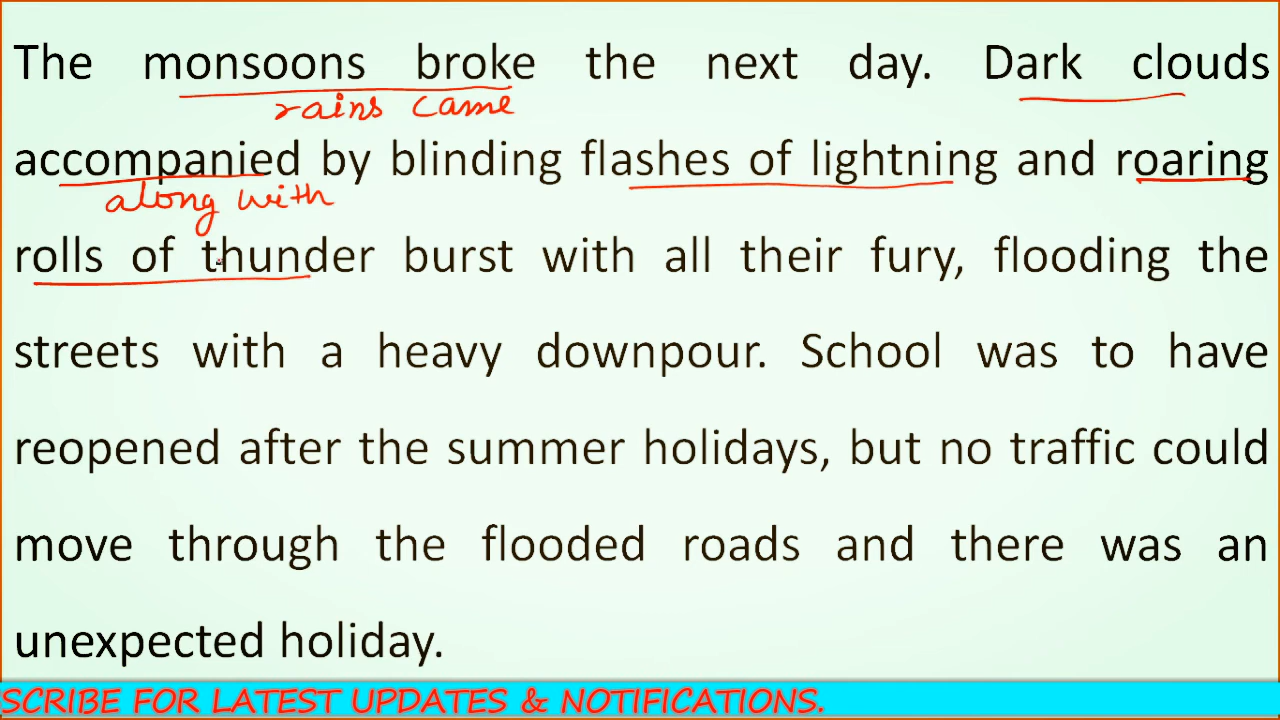 The monsoons broke the next day. Dark clouds
rains came
accompanied by blinding flashes of lightning and roaring
along with
rolls of thunder burst with all their fury, flooding the
streets with a heavy downpour. School was to have
reopened after the summer holidays, but no traffic could
move through the flooded roads and there was an
unexpected holiday.
SCRIBE FOR LATEST UPDATES & NOTIFICATIONS.